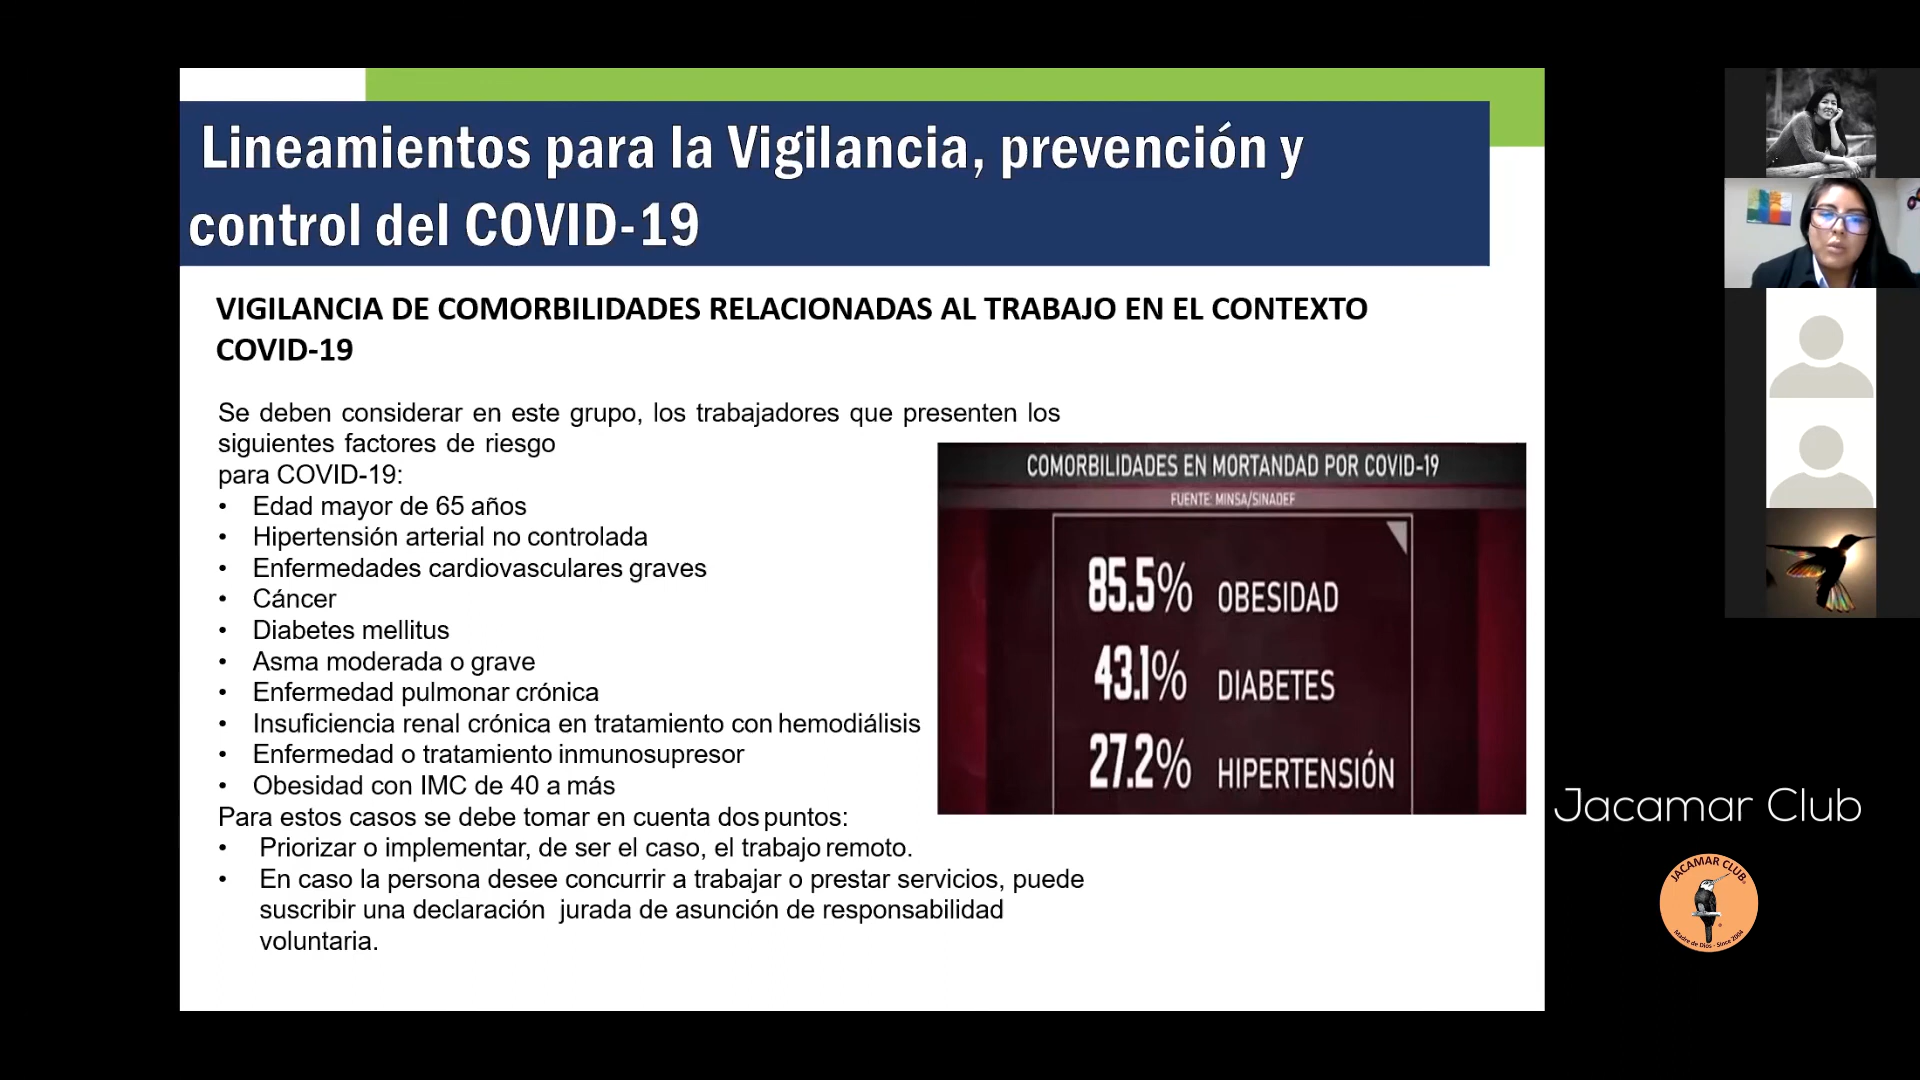 Lineamientos para la Vigilancia, prevención y
control del COVID-19
VIGILANCIA DE COMORBILIDADES RELACIONADAS AL TRABAJO EN EL CONTEXTO
COVID-19
Se deben considerar en este grupo, los trabajadores que presenten los
siguientes factores de riesgo
para COVID-19:
• Edad mayor de 65 años
• Hipertensión arterial no controlada
• Enfermedades cardiovasculares graves
• Cáncer
• Diabetes mellitus
• Asma moderada o grave
• Enfermedad pulmonar crónica
• Insuficiencia renal crónica en tratamiento con hemodiálisis
• Enfermedad o tratamiento inmunosupresor
• Obesidad con IMC de 40 a más
Para estos casos se debe tomar en cuenta dos puntos:
• Priorizar o implementar, de ser el caso, el trabajo remoto.
• En caso la persona desee concurrir a trabajar o prestar servicios, puede
suscribir una declaración jurada de asunción de responsabilidad
voluntaria.
COMORBILIDADES EN MORTANDAD POR COVID-19
FUENTE: MINSA/SINADEF
85.5% OBESIDAD
43.1% DIABETES
27.2% HIPERTENSIÓN
Jacamar Club
JACAMAR CLUB
Madre de Dios - Since 2004